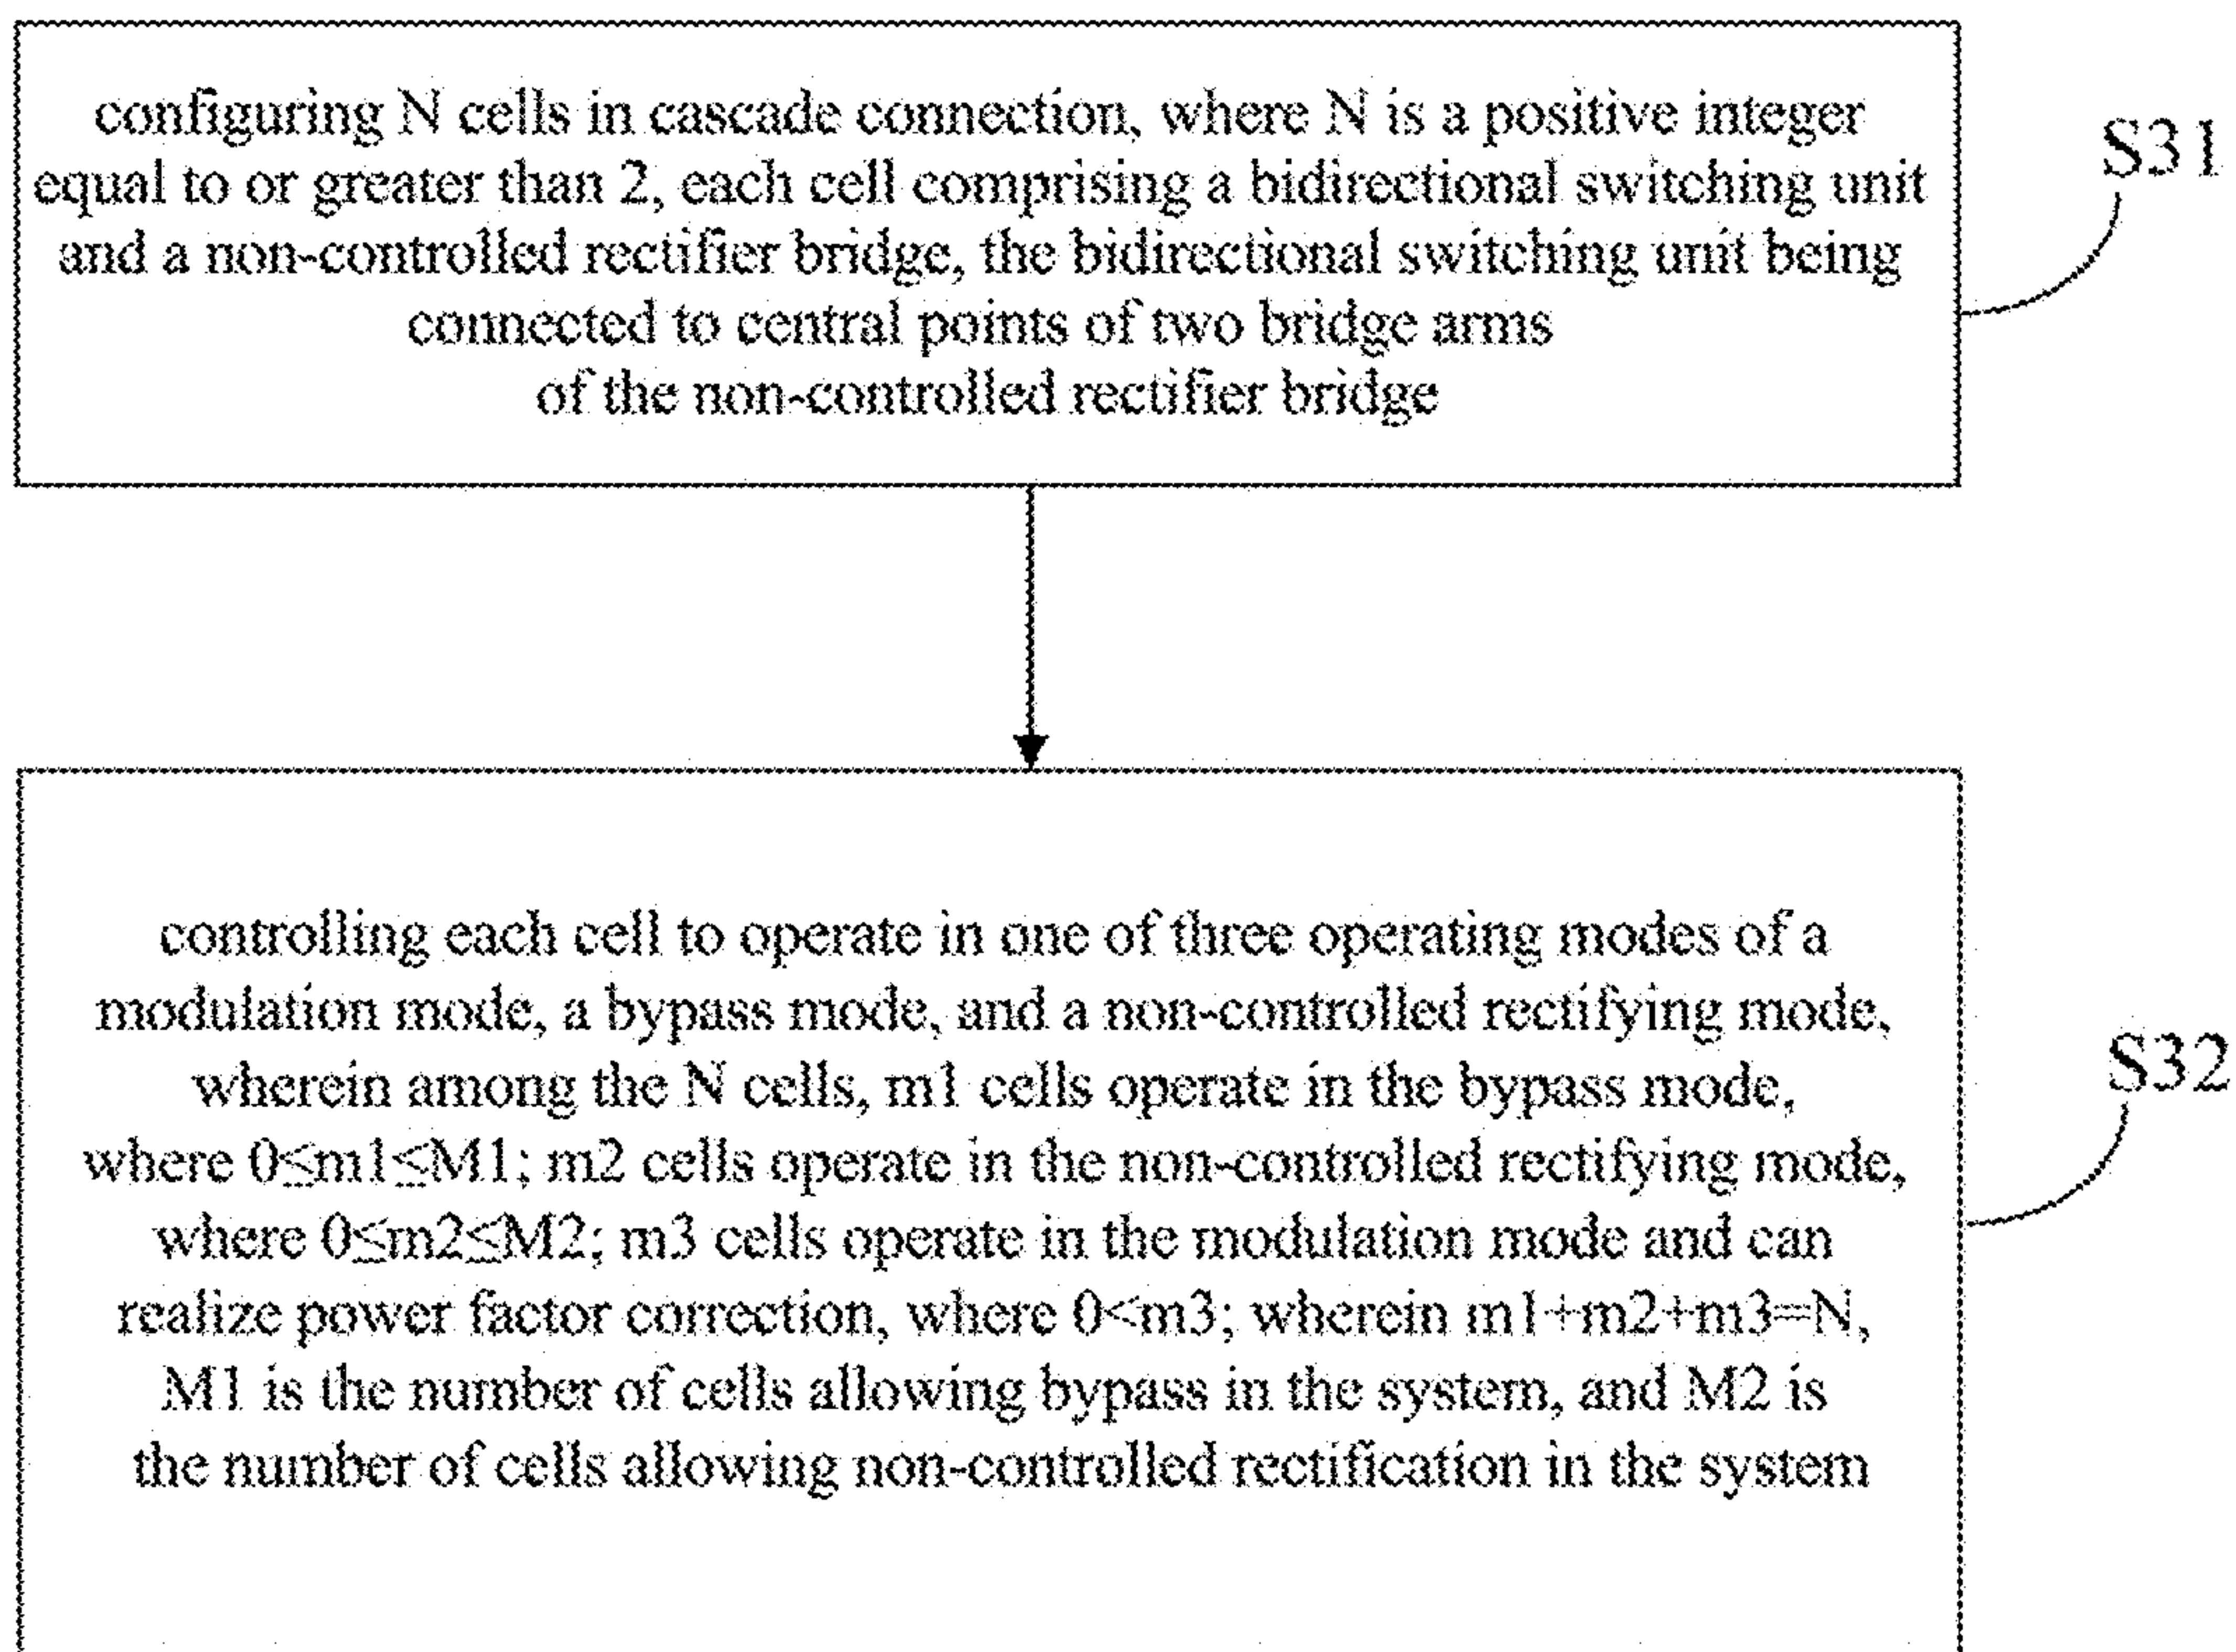 configuring N cells in cascade connection, where N is a positive integer
equal to or greater than 2, each cell comprising a bidirectional switching unit
and a non-controlled rectifier bridge, the bidirectional switching unit being
connected to central points of two bridge arms
of the non-controlled rectifier bridge
S31
controlling each cell to operate in one of three operating modes of a
modulation mode, a bypass mode, and a non-controlled rectifying mode,
wherein among the N cells, m1 cells operate in the bypass mode,
where 0≤m1≤M1; m2 cells operate in the non-controlled rectifying mode,
where 0≤m2≤M2; m3 cells operate in the modulation mode and can
realize power factor correction, where 0<m3; wherein m1+m2+m3=N,
M1 is the number of cells allowing bypass in the system, and M2 is
the number of cells allowing non-controlled rectification in the system
S32